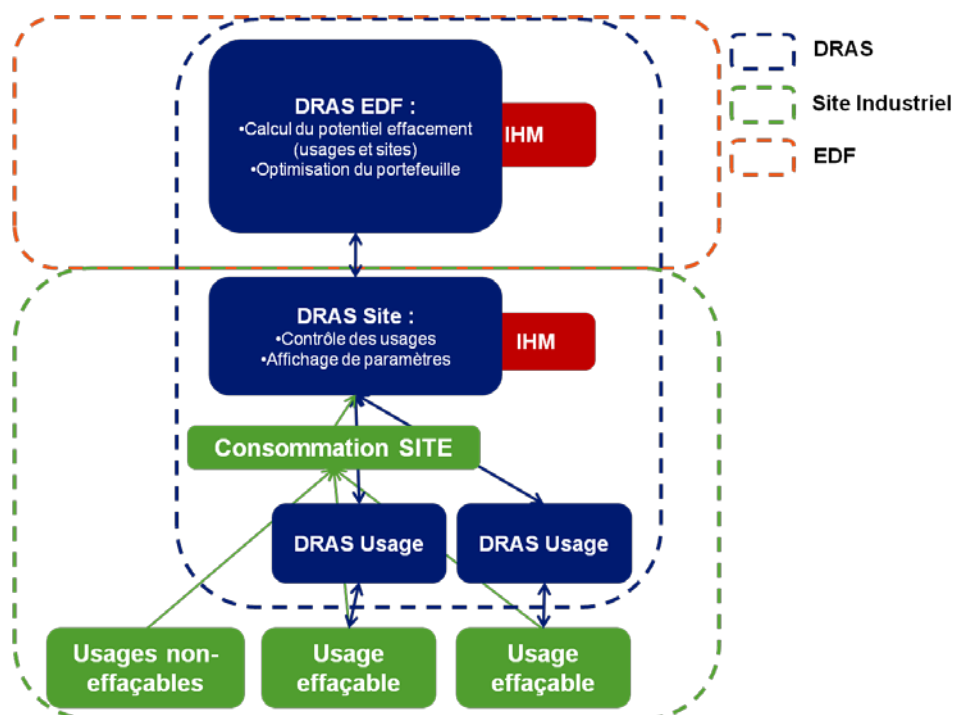 DRAS EDF :
•Calcul du potentiel effacement
(usages et sites)
•Optimisation du portefeuille
IHM
DRAS
Site Industriel
EDF
DRAS Site :
•Contrôle des usages
•Affichage de paramètres
IHM
Consommation SITE
DRAS Usage
DRAS Usage
Usages non-
effaçables
Usage
effaçable
Usage
effaçable